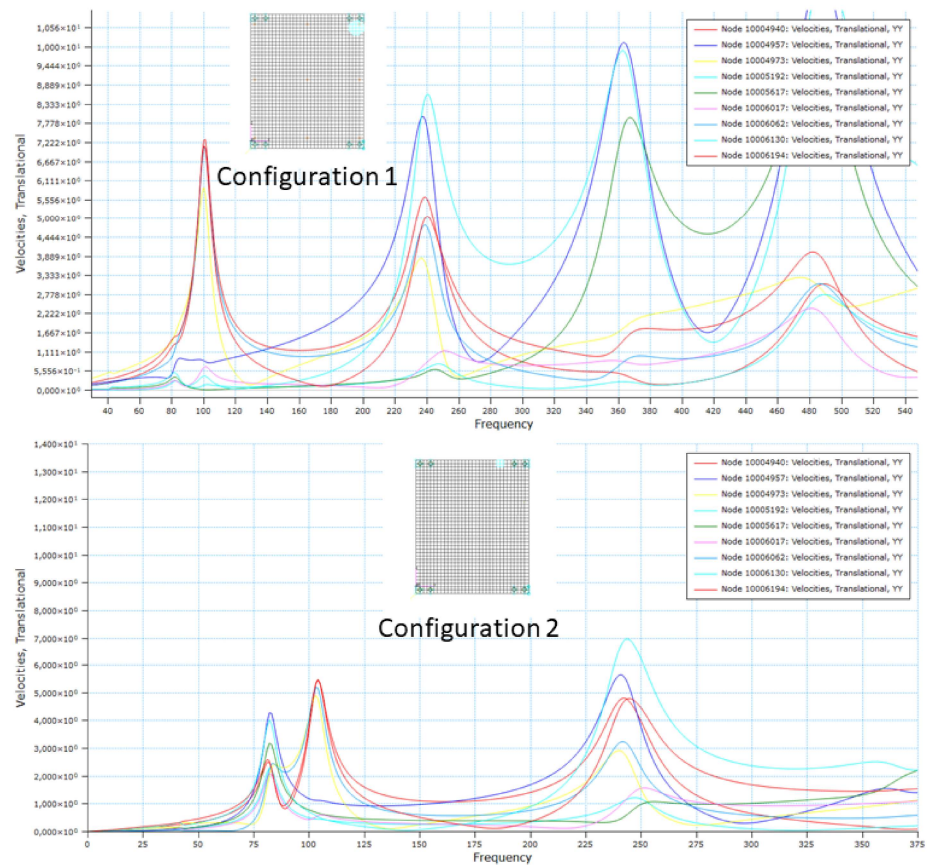 1,056×10¹
1,000×10¹
9,444×10⁰
8,889×10⁰
8,333×10⁰
7,778×10⁰
7,222×10⁰
6,667×10⁰
6,111×10⁰
5,556×10⁰
5,000×10⁰
4,444×10⁰
3,889×10⁰
3,333×10⁰
2,778×10⁰
2,222×10⁰
1,667×10⁰
1,111×10⁰
5,556×10⁻¹
0,000×10⁰
Velocities, Translational
Configuration 1
Node 10004940: Velocities, Translational, YY
Node 10004957: Velocities, Translational, YY
Node 10004973: Velocities, Translational, YY
Node 10005192: Velocities, Translational, YY
Node 10005617: Velocities, Translational, YY
Node 10006017: Velocities, Translational, YY
Node 10006062: Velocities, Translational, YY
Node 10006130: Velocities, Translational, YY
Node 10006194: Velocities, Translational, YY
40 60 80 100 120 140 160 180 200 220 240 260 280 300 320 340 360 380 400 420 440 460 480 500 520 540
Frequency
1,400×10¹
1,300×10¹
1,200×10¹
1,100×10¹
1,000×10¹
9,000×10⁰
8,000×10⁰
7,000×10⁰
6,000×10⁰
5,000×10⁰
4,000×10⁰
3,000×10⁰
2,000×10⁰
1,000×10⁰
0,000×10⁰
Velocities, Translational
Configuration 2
Node 10004940: Velocities, Translational, YY
Node 10004957: Velocities, Translational, YY
Node 10004973: Velocities, Translational, YY
Node 10005192: Velocities, Translational, YY
Node 10005617: Velocities, Translational, YY
Node 10006017: Velocities, Translational, YY
Node 10006062: Velocities, Translational, YY
Node 10006130: Velocities, Translational, YY
Node 10006194: Velocities, Translational, YY
0 25 50 75 100 125 150 175 200 225 250 275 300 325 350 375
Frequency